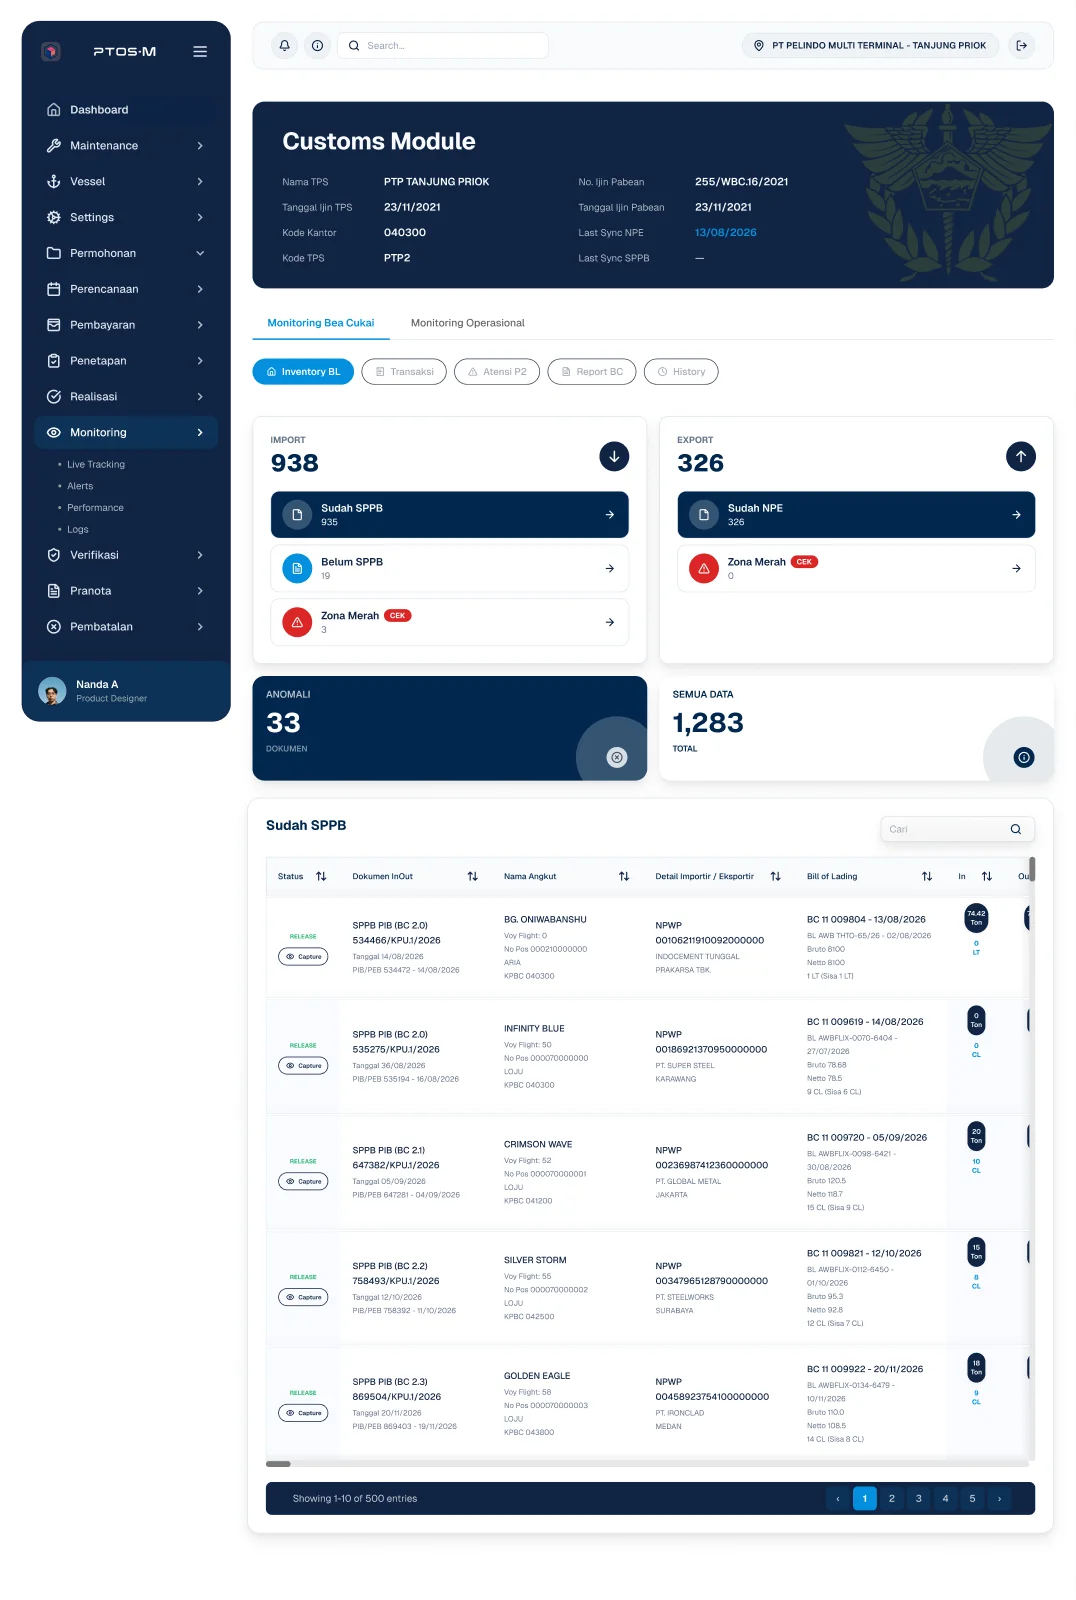 PTOS-M
Dashboard
Maintenance
Vessel
Settings
Permohonan
Perencanaan
Pembayaran
Penetapan
Realisasi
Monitoring
• Live Tracking
• Alerts
• Performance
• Logs
Verifikasi
Pranota
Pembatalan
Nanda A
Product Designer
Search...
PT PELINDO MULTI TERMINAL - TANJUNG PRIOK
Customs Module
Nama TPS PTP TANJUNG PRIOK
Tanggal Ijin TPS 23/11/2021
Kode Kantor 040300
Kode TPS PTP2
No. Ijin Pabean 255/WBC.16/2021
Tanggal Ijin Pabean 23/11/2021
Last Sync NPE 13/08/2026
Last Sync SPPB —
Monitoring Bea Cukai Monitoring Operasional
Inventory BL Transaksi Atensi P2 Report BC History
IMPORT
938
Sudah SPPB
935
Belum SPPB
19
Zona Merah CEK
3
EXPORT
326
Sudah NPE
326
Zona Merah CEK
0
ANOMALI
33
DOKUMEN
SEMUA DATA
1,283
TOTAL
Sudah SPPB
Cari
Status Dokumen InOut Nama Angkut Detail Importir / Eksportir Bill of Lading In Ou
RELEASE
Capture
SPPB PIB (BC 2.0)
534466/KPU.1/2026
Tanggal 14/08/2026
PIB/PEB 534472 - 14/08/2026
BG. ONIWABANSHU
Voy Flight: 0
No Pos 000210000000
ARIA
KPBC 040300
NPWP
0010621191009200000
INDOCEMENT TUNGGAL
PRAKARSA TBK.
BC 11 009804 - 13/08/2026
BL AWB THTO-65/26 - 02/08/2026
Bruto 8100
Netto 8100
1 LT (Sisa 1 LT)
74.42
Ton
0
LT
RELEASE
Capture
SPPB PIB (BC 2.0)
535275/KPU.1/2026
Tanggal 36/08/2026
PIB/PEB 535194 - 16/08/2026
INFINITY BLUE
Voy Flight: 50
No Pos 000070000000
LOJU
KPBC 040300
NPWP
00186921370950000000
PT. SUPER STEEL
KARAWANG
BC 11 009619 - 14/08/2026
BL AWBFLIX-0070-6404 -
27/07/2026
Bruto 78.68
Netto 78.5
9 CL (Sisa 6 CL)
0
Ton
0
CL
RELEASE
Capture
SPPB PIB (BC 2.1)
647382/KPU.1/2026
Tanggal 05/09/2026
PIB/PEB 647281 - 04/09/2026
CRIMSON WAVE
Voy Flight: 52
No Pos 000070000001
LOJU
KPBC 041200
NPWP
00236987412360000000
PT. GLOBAL METAL
JAKARTA
BC 11 009720 - 05/09/2026
BL AWBFLIX-0098-6421 -
30/08/2026
Bruto 120.5
Netto 118.7
15 CL (Sisa 9 CL)
20
Ton
10
CL
RELEASE
Capture
SPPB PIB (BC 2.2)
758493/KPU.1/2026
Tanggal 12/10/2026
PIB/PEB 758392 - 11/10/2026
SILVER STORM
Voy Flight: 55
No Pos 000070000002
LOJU
KPBC 042500
NPWP
00347965128790000000
PT. STEELWORKS
SURABAYA
BC 11 009821 - 12/10/2026
BL AWBFLIX-0112-6450 -
01/10/2026
Bruto 95.3
Netto 92.8
12 CL (Sisa 7 CL)
15
Ton
8
CL
RELEASE
Capture
SPPB PIB (BC 2.3)
869504/KPU.1/2026
Tanggal 20/11/2026
PIB/PEB 869403 - 19/11/2026
GOLDEN EAGLE
Voy Flight: 58
No Pos 000070000003
LOJU
KPBC 043800
NPWP
00458923754100000000
PT. IRONCLAD
MEDAN
BC 11 009922 - 20/11/2026
BL AWBFLIX-0134-6479 -
10/11/2026
Bruto 110.0
Netto 108.5
14 CL (Sisa 8 CL)
18
Ton
9
CL
Showing 1-10 of 500 entries
‹ 1 2 3 4 5 ›